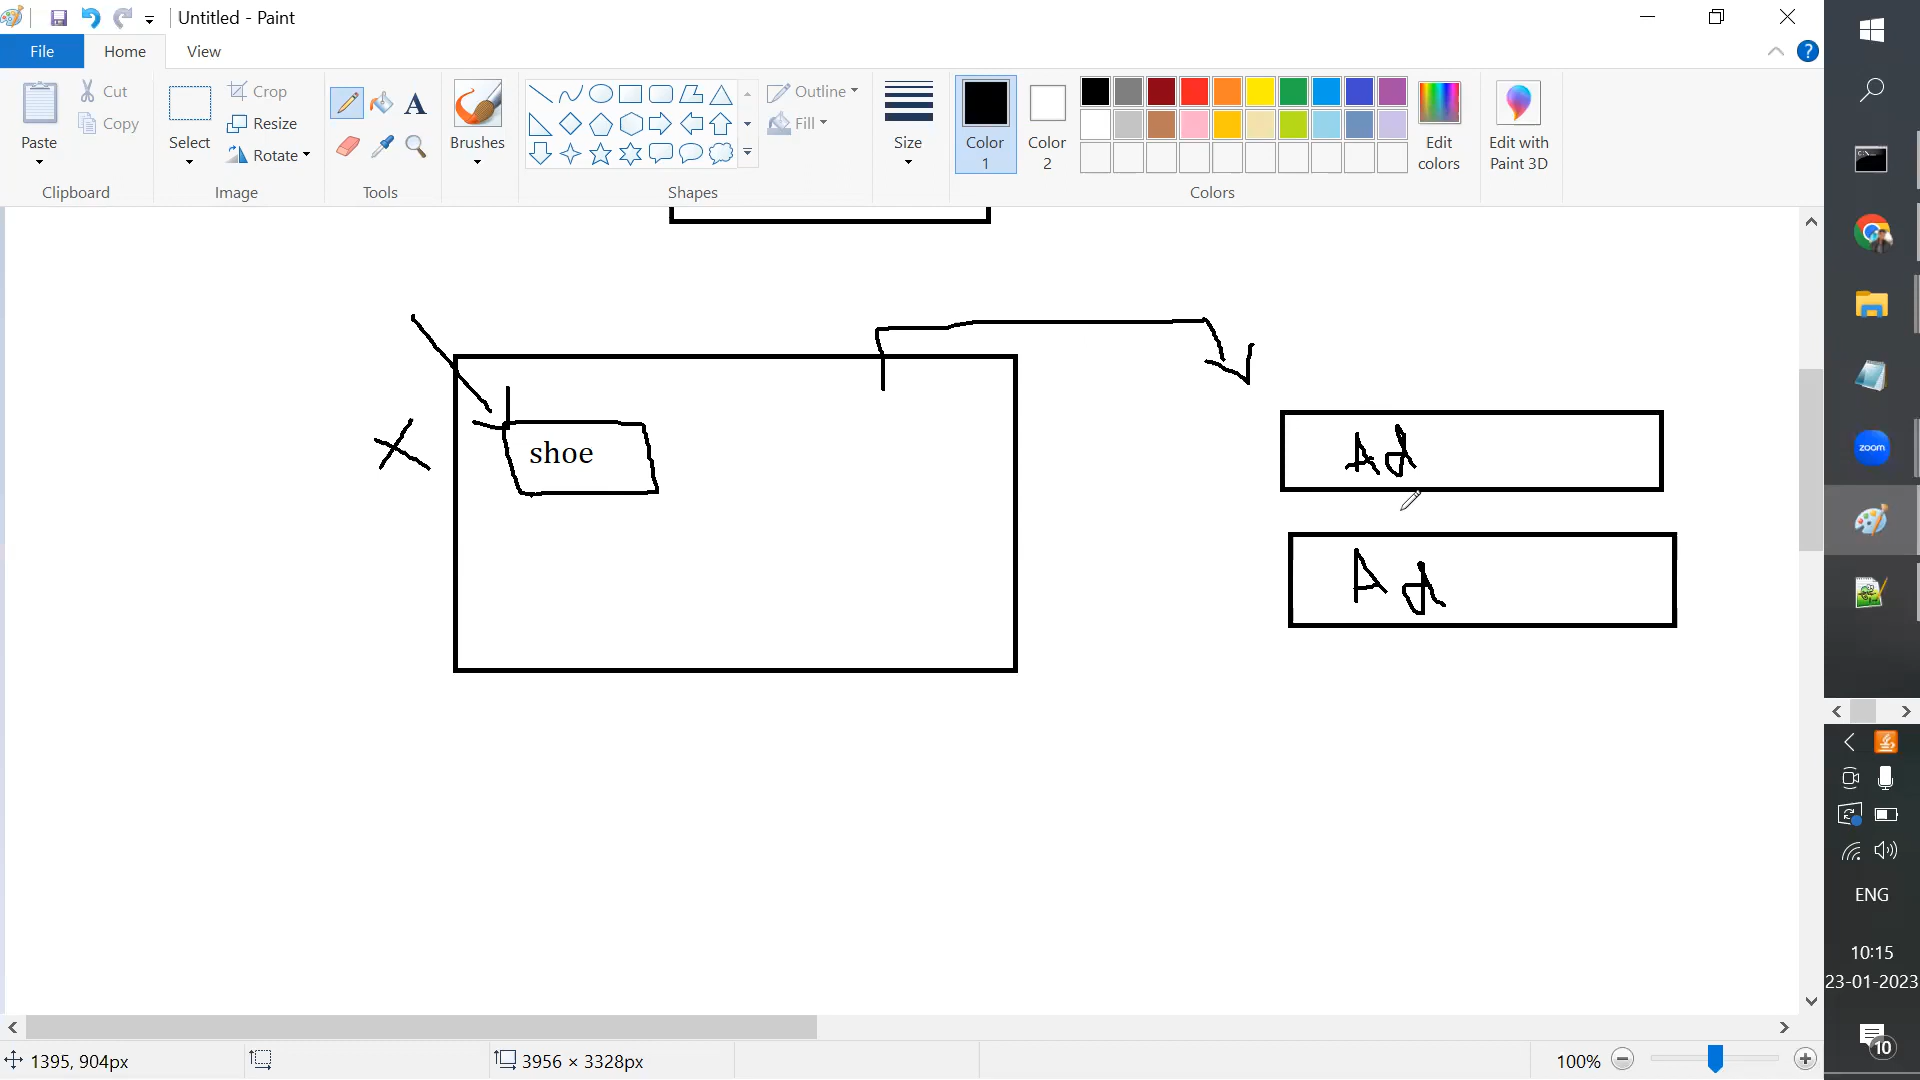 Untitled - Paint
File
Home
View
Paste
Cut
Copy
Clipboard
Select
Crop
Resize
Rotate
Image
Tools
Brushes
Shapes
Outline
Fill
Size
Color
1
Color
2
Edit
colors
Edit with
Paint 3D
Colors
shoe
Ad
Ad
zoom
ENG
10:15
23-01-2023
10
1395, 904px
3956 × 3328px
100%